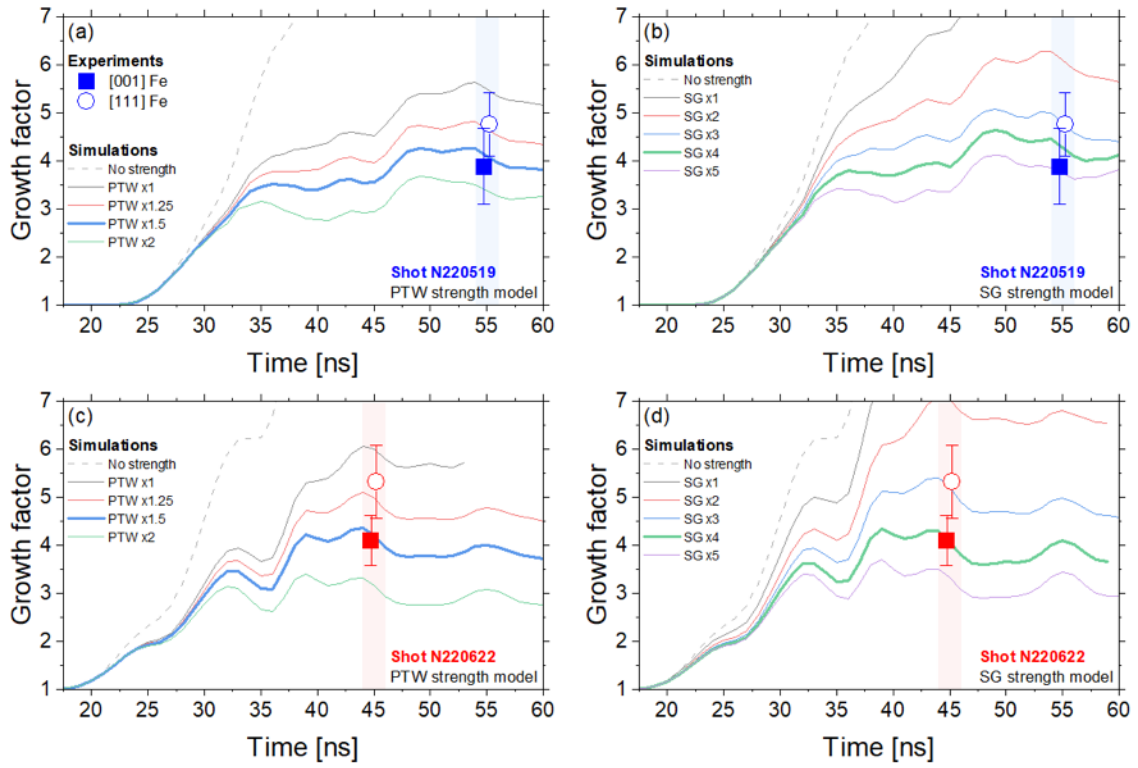 (a)
Experiments
[001] Fe
[111] Fe
Simulations
No strength
PTW x1
PTW x1.25
PTW x1.5
PTW x2
Shot N220519
PTW strength model
Growth factor
7
6
5
4
3
2
1
20 25 30 35 40 45 50 55 60
Time [ns]
(b)
Simulations
No strength
SG x1
SG x2
SG x3
SG x4
SG x5
Shot N220519
SG strength model
Growth factor
7
6
5
4
3
2
1
20 25 30 35 40 45 50 55 60
Time [ns]
(c)
Simulations
No strength
PTW x1
PTW x1.25
PTW x1.5
PTW x2
Shot N220622
PTW strength model
Growth factor
7
6
5
4
3
2
1
20 25 30 35 40 45 50 55 60
Time [ns]
(d)
Simulations
No strength
SG x1
SG x2
SG x3
SG x4
SG x5
Shot N220622
SG strength model
Growth factor
7
6
5
4
3
2
1
20 25 30 35 40 45 50 55 60
Time [ns]